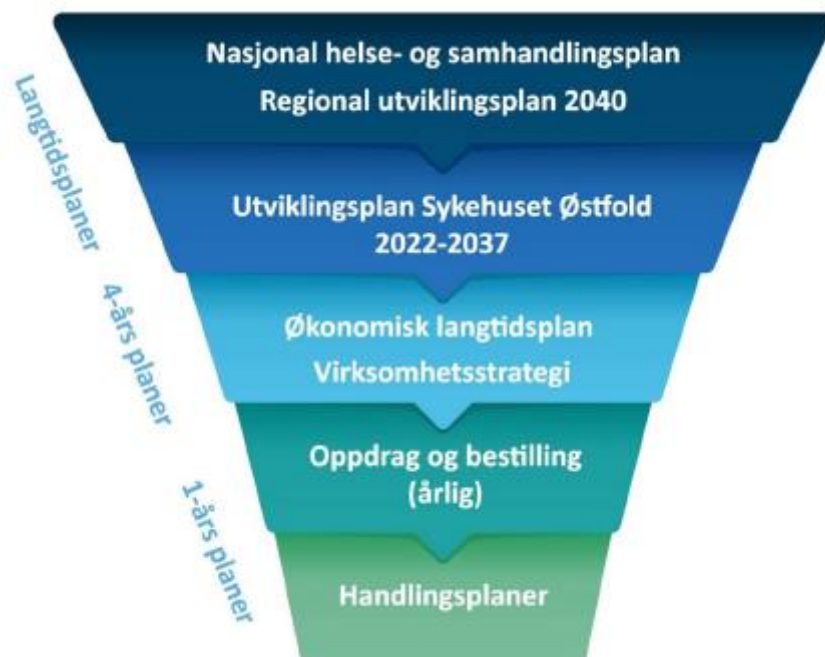 Nasjonal helse- og samhandlingsplan
Regional utviklingsplan 2040
Langtidsplaner
Utviklingsplan Sykehuset Østfold
2022-2037
4-års planer
Økonomisk langtidsplan
Virksomhetsstrategi
1-års planer
Oppdrag og bestilling
(årlig)
Handlingsplaner